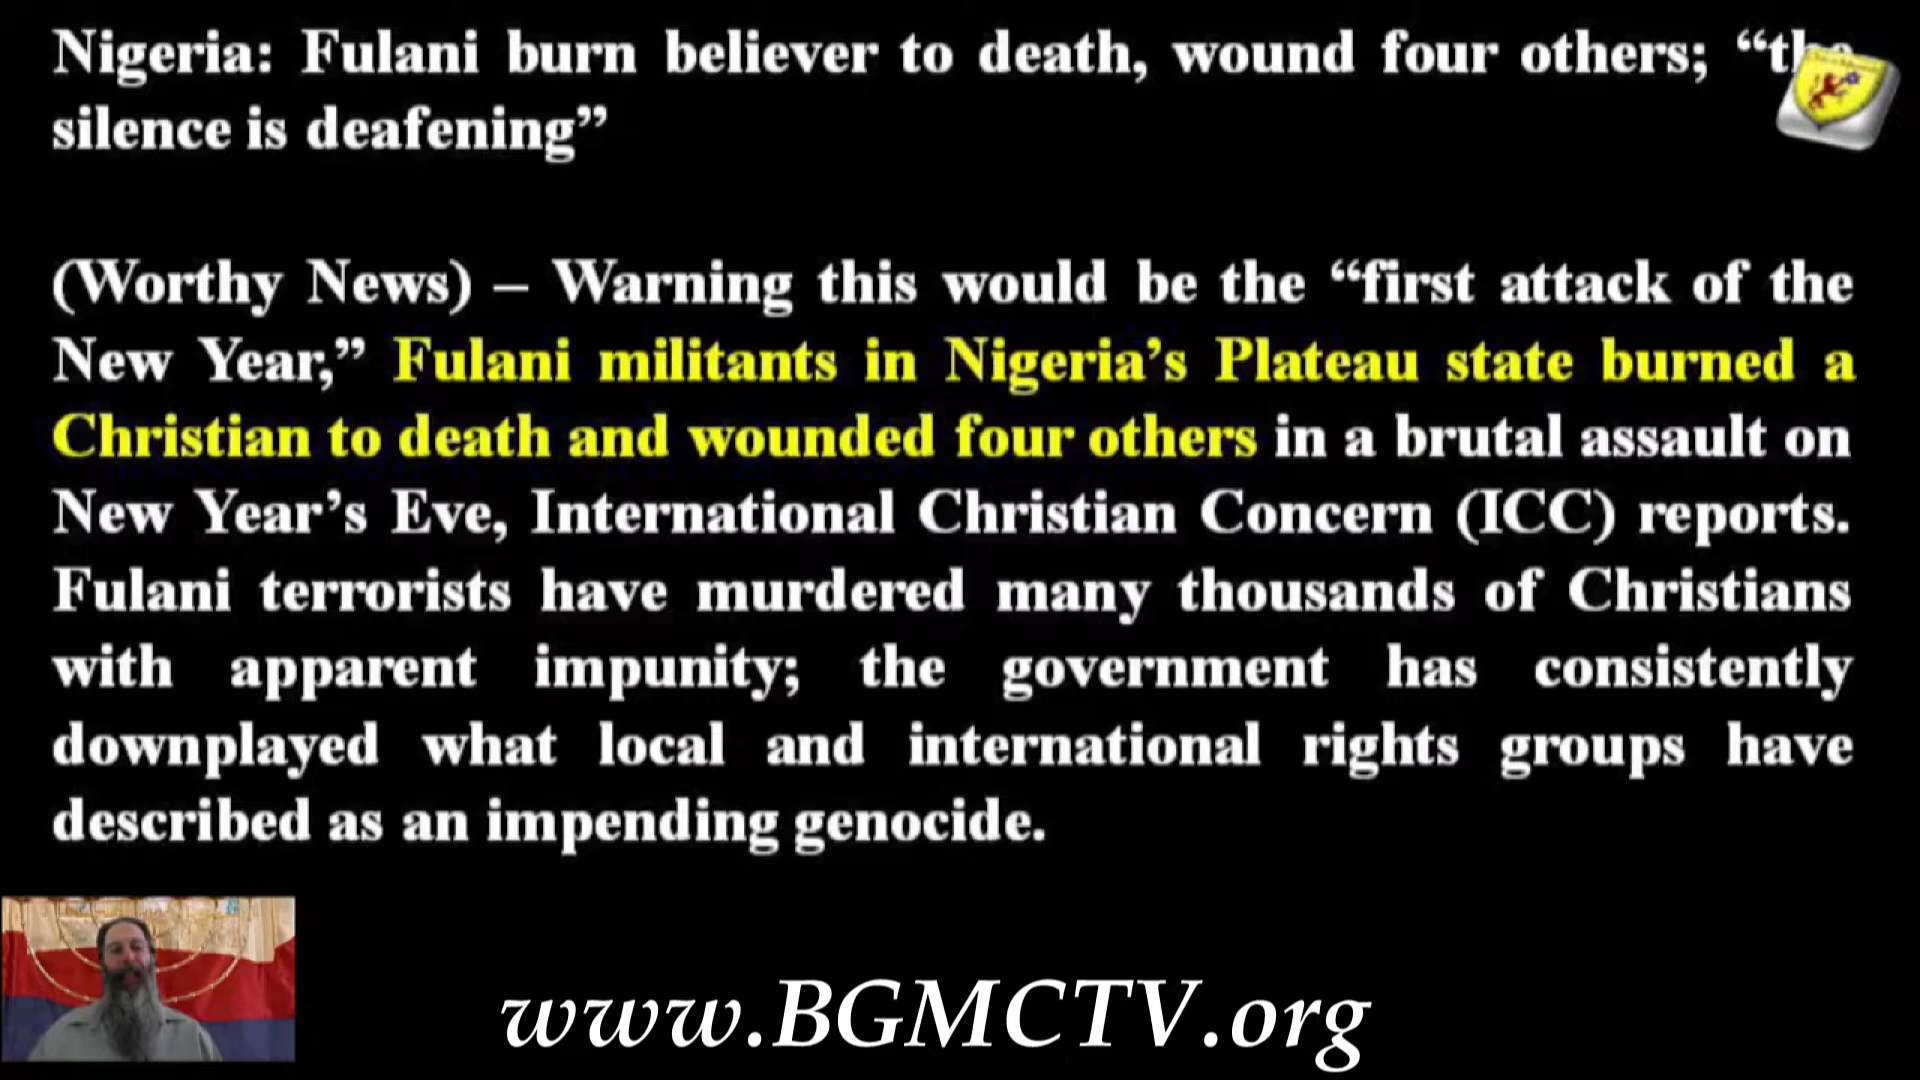 Nigeria: Fulani burn believer to death, wound four others; “the
silence is deafening”
(Worthy News) – Warning this would be the “first attack of the
New Year,” Fulani militants in Nigeria’s Plateau state burned a
Christian to death and wounded four others in a brutal assault on
New Year’s Eve, International Christian Concern (ICC) reports.
Fulani terrorists have murdered many thousands of Christians
with apparent impunity; the government has consistently
downplayed what local and international rights groups have
described as an impending genocide.
www.BGMCTV.org